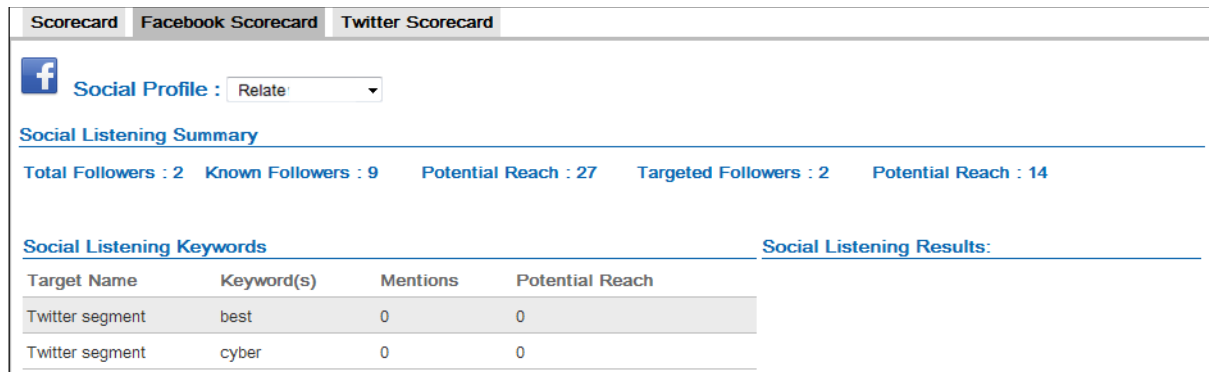 Scorecard Facebook Scorecard Twitter Scorecard
f Social Profile : Relate
Social Listening Summary
Total Followers : 2 Known Followers : 9 Potential Reach : 27 Targeted Followers : 2 Potential Reach : 14
Social Listening Keywords Social Listening Results:
Target Name Keyword(s) Mentions Potential Reach
Twitter segment best 0 0
Twitter segment cyber 0 0